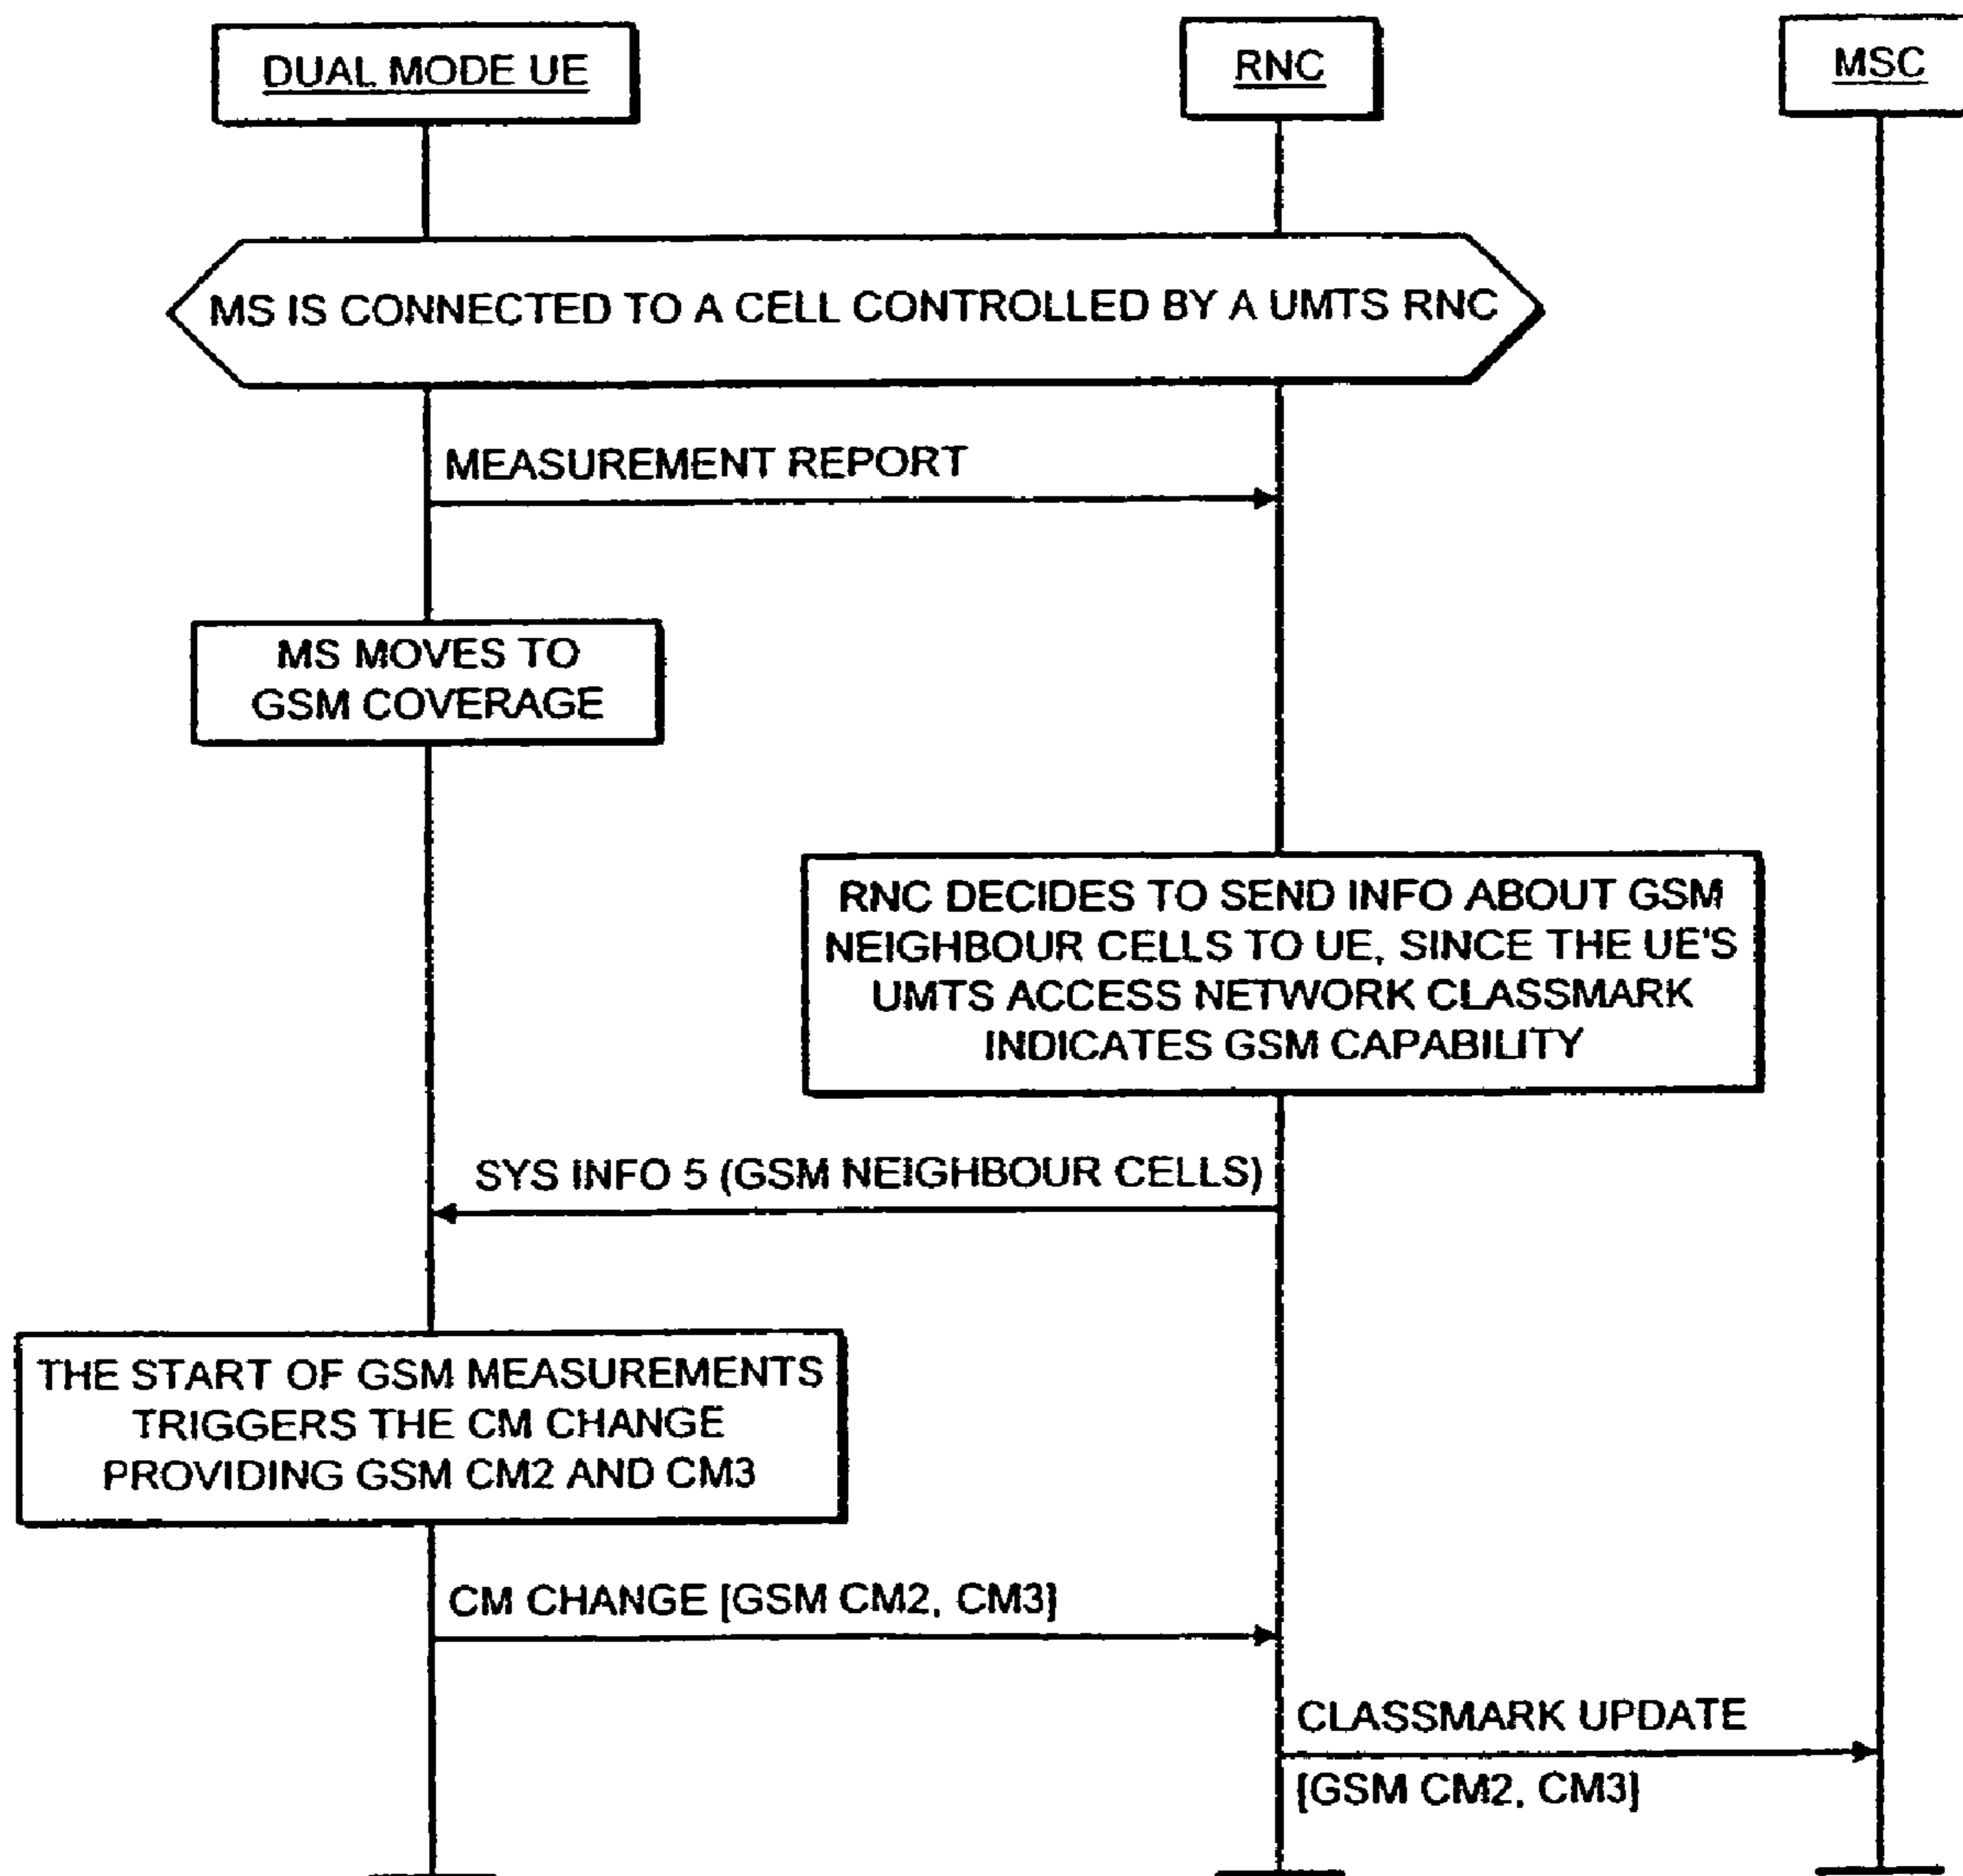 DUAL MODE UE
RNC
MSC
MS IS CONNECTED TO A CELL CONTROLLED BY A UMTS RNC
MEASUREMENT REPORT
MS MOVES TO
GSM COVERAGE
RNC DECIDES TO SEND INFO ABOUT GSM
NEIGHBOUR CELLS TO UE, SINCE THE UE'S
UMTS ACCESS NETWORK CLASSMARK
INDICATES GSM CAPABILITY
SYS INFO 5 (GSM NEIGHBOUR CELLS)
THE START OF GSM MEASUREMENTS
TRIGGERS THE CM CHANGE
PROVIDING GSM CM2 AND CM3
CM CHANGE [GSM CM2, CM3]
CLASSMARK UPDATE
[GSM CM2, CM3]